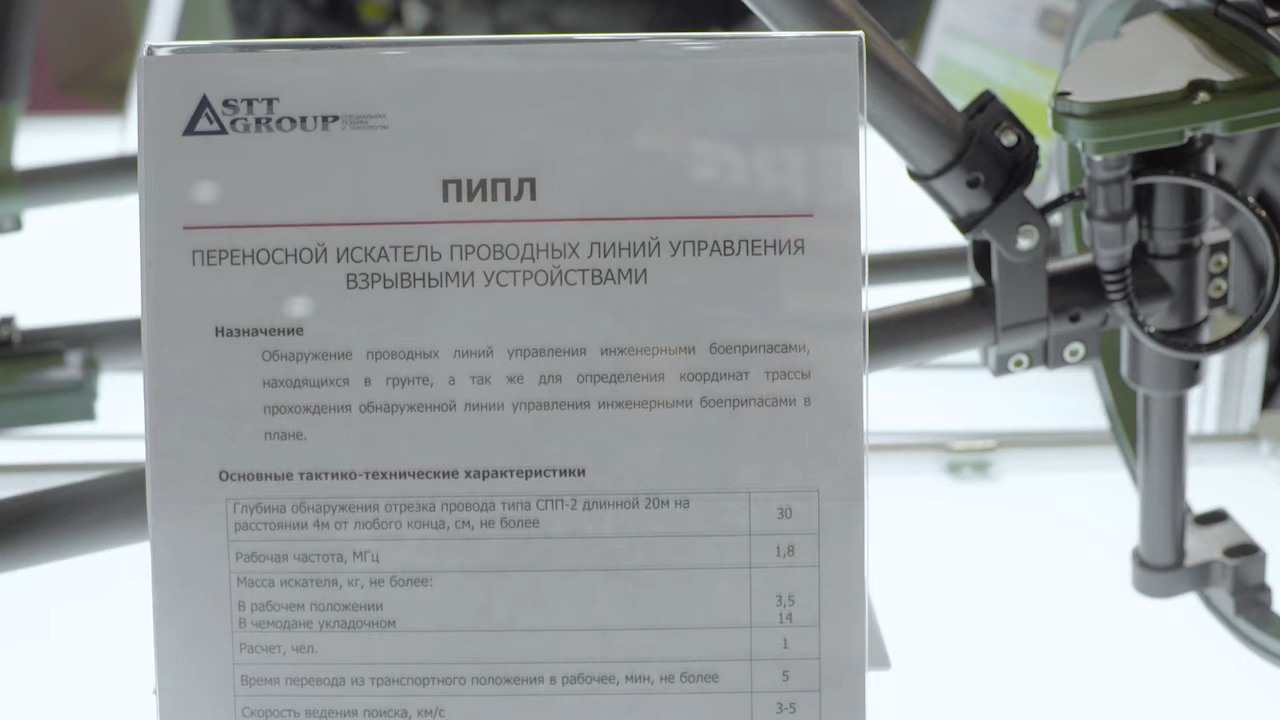 STT
GROUP
СПЕЦИАЛЬНАЯ
ТЕХНИКА
И ТЕХНОЛОГИИ
ПИПЛ
ПЕРЕНОСНОЙ ИСКАТЕЛЬ ПРОВОДНЫХ ЛИНИЙ УПРАВЛЕНИЯ
ВЗРЫВНЫМИ УСТРОЙСТВАМИ
Назначение
Обнаружение проводных линий управления инженерными боеприпасами,
находящихся в грунте, а так же для определения координат трассы
прохождения обнаруженной линии управления инженерными боеприпасами в
плане.
Основные тактико-технические характеристики
Глубина обнаружения отрезка провода типа СПП-2 длинной 20м на
расстоянии 4м от любого конца, см, не более 30
Рабочая частота, МГц 1,8
Масса искателя, кг, не более:
В рабочем положении 3,5
В чемодане укладочном 14
Расчет, чел. 1
Время перевода из транспортного положения в рабочее, мин, не более 5
Скорость ведения поиска, км/с 3-5